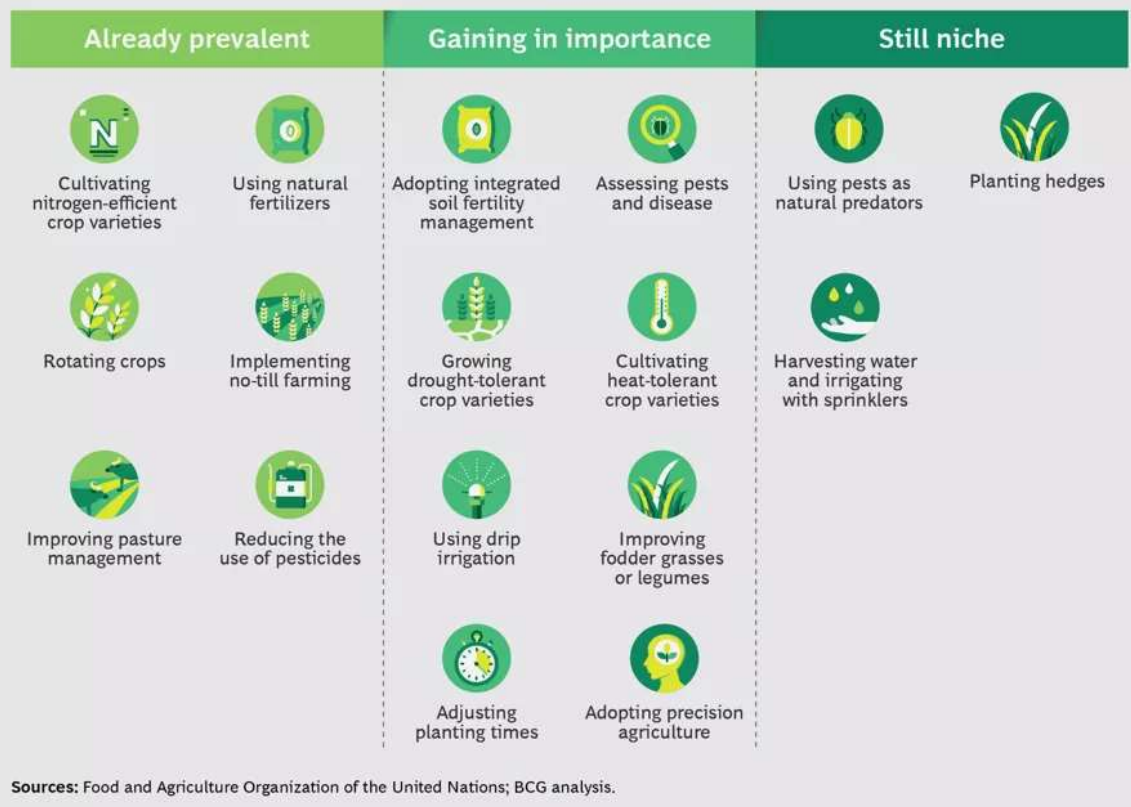 Already prevalent
Gaining in importance
Still niche
N
Cultivating
nitrogen-efficient
crop varieties
Using natural
fertilizers
Adopting integrated
soil fertility
management
Assessing pests
and disease
Using pests as
natural predators
Planting hedges
Rotating crops
Implementing
no-till farming
Growing
drought-tolerant
crop varieties
Cultivating
heat-tolerant
crop varieties
Harvesting water
and irrigating
with sprinklers
Improving pasture
management
Reducing the
use of pesticides
Using drip
irrigation
Improving
fodder grasses
or legumes
Adjusting
planting times
Adopting precision
agriculture
Sources: Food and Agriculture Organization of the United Nations; BCG analysis.